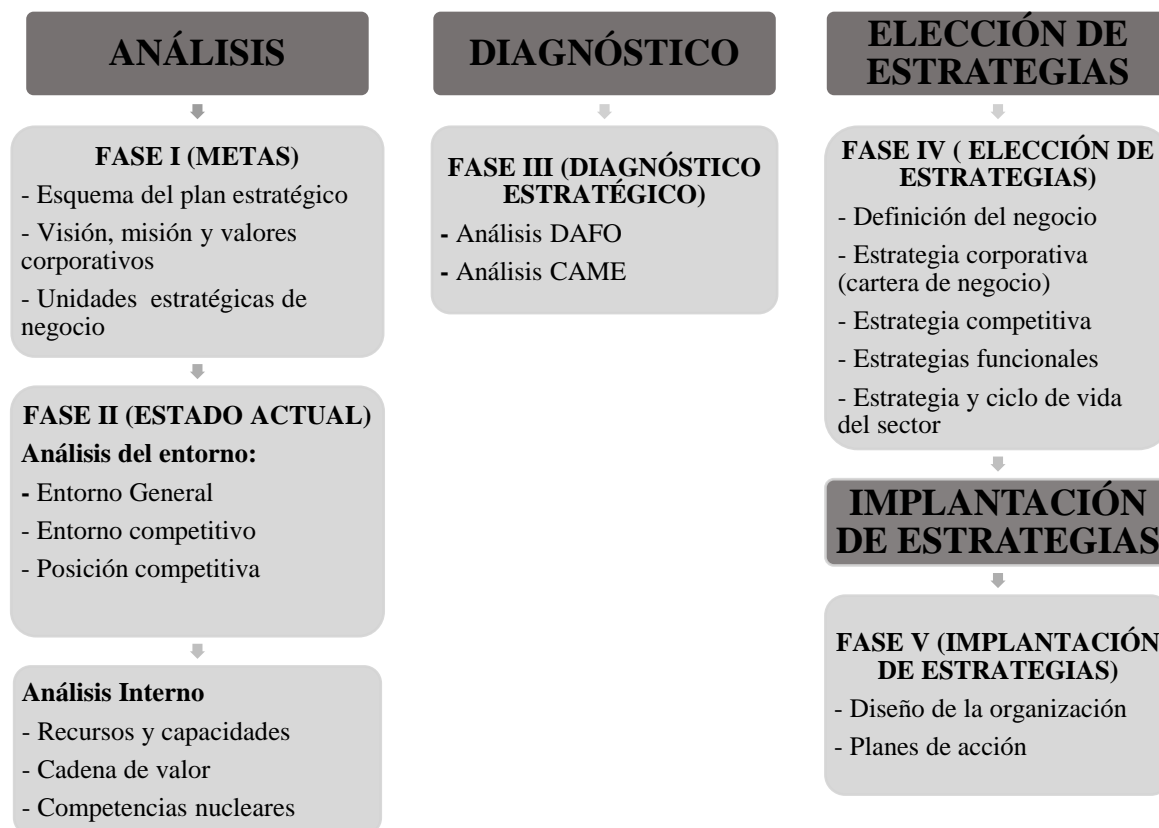 ANÁLISIS
FASE I (METAS)
- Esquema del plan estratégico
- Visión, misión y valores
corporativos
- Unidades estratégicas de
negocio
FASE II (ESTADO ACTUAL)
Análisis del entorno:
- Entorno General
- Entorno competitivo
- Posición competitiva
Análisis Interno
- Recursos y capacidades
- Cadena de valor
- Competencias nucleares
DIAGNÓSTICO
FASE III (DIAGNÓSTICO
ESTRATÉGICO)
- Análisis DAFO
- Análisis CAME
ELECCIÓN DE
ESTRATEGIAS
FASE IV ( ELECCIÓN DE
ESTRATEGIAS)
- Definición del negocio
- Estrategia corporativa
(cartera de negocio)
- Estrategia competitiva
- Estrategias funcionales
- Estrategia y ciclo de vida
del sector
IMPLANTACIÓN
DE ESTRATEGIAS
FASE V (IMPLANTACIÓN
DE ESTRATEGIAS)
- Diseño de la organización
- Planes de acción